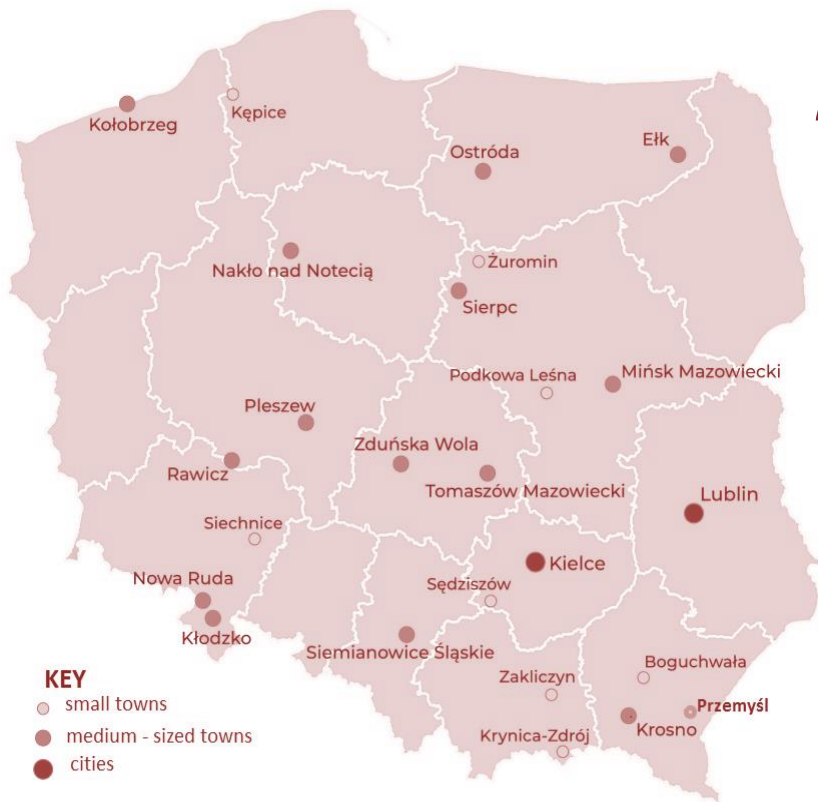 Kołobrzeg
Kępice
Ostróda
Ełk
Nakło nad Notecią
Żuromin
Sierpc
Podkowa Leśna
Mińsk Mazowiecki
Pleszew
Zduńska Wola
Rawicz
Tomaszów Mazowiecki
Lublin
Siechnice
Kielce
Nowa Ruda
Sędziszów
Kłodzko
Siemianowice Śląskie
Boguchwała
Zakliczyn
Przemyśl
Krosno
Krynica-Zdrój
KEY
small towns
medium - sized towns
cities